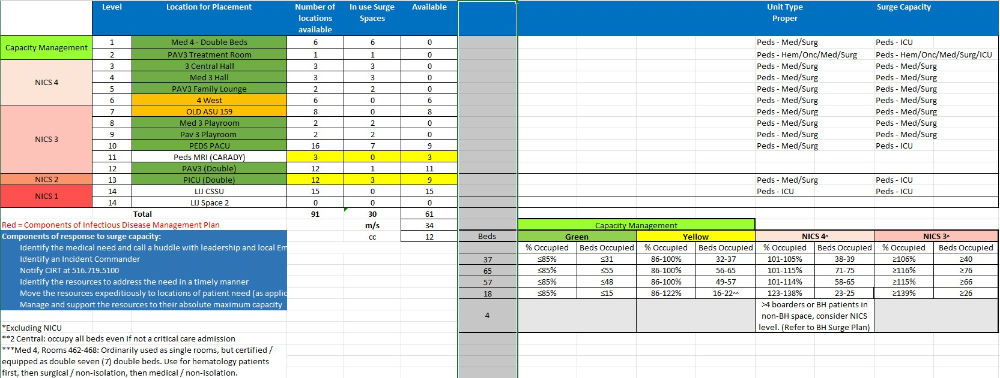 Level Location for Placement Number of locations available In use Surge Spaces Available Unit Type Proper Surge Capacity
Capacity Management
1 Med 4 - Double Beds 6 6 0 Peds - Med/Surg Peds - ICU
2 PAV3 Treatment Room 1 1 0 Peds - Hem/Onc/Med/Surg Peds - Hem/Onc/Med/Surg/ICU
NICS 4
3 3 Central Hall 3 3 0 Peds - Med/Surg Peds - Med/Surg
4 Med 3 Hall 3 3 0 Peds - Med/Surg Peds - Med/Surg
5 PAV3 Family Lounge 2 2 0 Peds - Med/Surg Peds - Med/Surg
6 4 West 6 0 6 Peds - Med/Surg Peds - Med/Surg
NICS 3
7 OLD ASU 159 8 0 8 Peds - Med/Surg Peds - Med/Surg
8 Med 3 Playroom 2 2 0 Peds - Med/Surg Peds - Med/Surg
9 Pav 3 Playroom 2 2 0 Peds - Med/Surg Peds - Med/Surg
10 PEDS PACU 16 7 9 Peds - Med/Surg Peds - ICU
11 Peds MRI (CARADY) 3 0 3
12 PAV3 (Double) 12 1 11
NICS 2
13 PICU (Double) 12 3 9 Peds - Med/Surg Peds - ICU
NICS 1
14 LIJ CSSU 15 0 15 Peds - ICU Peds - ICU
14 LIJ Space 2 0 0 0
Total 91 30 61
Red = Components of Infectious Disease Management Plan m/s 34
Capacity Management
Components of response to surge capacity: cc 12
Beds Green Yellow NICS 4^ NICS 3^
Identify the medical need and call a huddle with leadership and local Em
% Occupied Beds Occupied % Occupied Beds Occupied % Occupied Beds Occupied % Occupied Beds Occupied
Identify an Incident Commander
37 ≤85% ≤31 86-100% 32-37 101-105% 38-39 ≥106% ≥40
Notify CIRT at 516.719.5100
65 ≤85% ≤55 86-100% 56-65 101-115% 71-75 ≥116% ≥76
Identify the resources to address the need in a timely manner
57 ≤85% ≤48 86-100% 49-57 101-114% 58-65 ≥115% ≥66
Move the resources expeditiously to locations of patient need (as applic
18 ≤85% ≤15 86-122% 16-22^^ 123-138% 23-25 ≥139% ≥26
Manage and support the resources to their absolute maximum capacity
4
>4 boarders or BH patients in
non-BH space, consider NICS
level. (Refer to BH Surge Plan)
*Excluding NICU
**2 Central: occupy all beds even if not a critical care admission
***Med 4, Rooms 462-468: Ordinarily used as single rooms, but certified /
equipped as double seven (7) double beds. Use for hematology patients
first, then surgical / non-isolation, then medical / non-isolation.